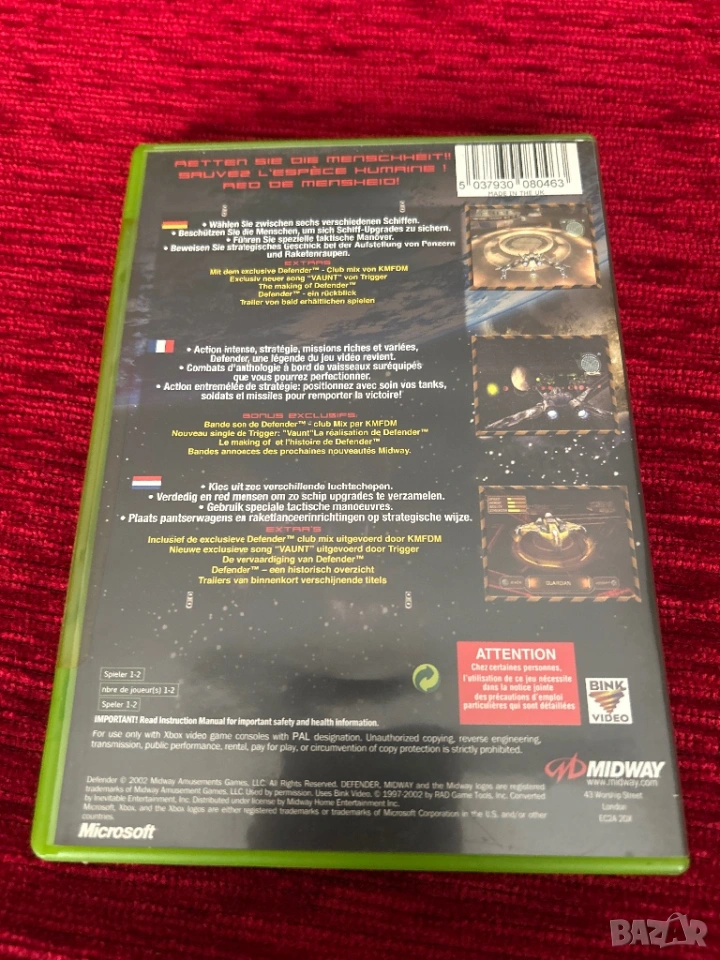 RETTEN SIE DIE MENSCHHEIT!!
SAUVEZ L'ESPÈCE HUMAINE !
RED DE MENSHEID!
5 037930 080463
MADE IN THE UK
• Wählen Sie zwischen sechs verschiedenen Schiffen.
• Beschützen Sie die Menschen, um sich Schiff-Upgrades zu sichern.
• Führen Sie spezielle taktische Manöver.
• Beweisen Sie strategisches Geschick bei der Aufstellung von Panzern
und Raketenraupen.
EXTRAS
Mit dem exclusive Defender™ - Club mix von KMFDM
Exclusiv neuer song "VAUNT" von Trigger
The making of Defender™
Defender™ - ein rückblick
Trailer von bald erhältlichen spielen
• Action intense, stratégie, missions riches et variées,
Defender, une légende du jeu vidéo revient.
• Combats d'anthologie à bord de vaisseaux suréquipés
que vous pourrez perfectionner.
• Action entremêlée de stratégie: positionnez avec soin vos tanks,
soldats et missiles pour remporter la victoire!
BONUS EXCLUSIFS:
Bande son de Defender™ - club Mix par KMFDM
Nouveau single de Trigger: "Vaunt"La réalisation de Defender™
Le making of et l'histoire de Defender™
Bandes annonces des prochaines nouveautés Midway.
• Kies uit zes verschillende luchtschepen.
• Verdedig en red mensen om zo schip upgrades te verzamelen.
• Gebruik speciale tactische manoeuvres.
• Plaats pantserwagens en raketlanceerinrichtingen op strategische wijze.
EXTRA'S
Inclusief de exclusieve Defender™ club mix uitgevoerd door KMFDM
Nieuwe exclusieve song "VAUNT" uitgevoerd door Trigger
De vervaardiging van Defender™
Defender™ – een historisch overzicht
Trailers van binnenkort verschijnende titels
GUARDIAN
ATTENTION
Chez certaines personnes,
l'utilisation de ce jeu nécessite
dans la notice jointe
des précautions d'emploi
particulières qui sont détaillées
BINK
VIDEO
Spieler 1-2
nbre de joueur(s) 1-2
Speler 1-2
IMPORTANT! Read Instruction Manual for important safety and health information.
For use only with Xbox video game consoles with PAL designation. Unauthorized copying, reverse engineering,
transmission, public performance, rental, pay for play, or circumvention of copy protection is strictly prohibited.
MIDWAY
www.midway.com
43 Worship Street
London
EC2A 2DX
Defender © 2002 Midway Amusements Games, LLC. All Rights Reserved. DEFENDER, MIDWAY and the Midway logos are registered
trademarks of Midway Amusement Games, LLC. Used by permission. Uses Bink Video. © 1997-2002 by RAD Game Tools, Inc. Converted
by Inevitable Entertainment, Inc. Distributed under license by Midway Home Entertainment Inc.
Microsoft, Xbox, and the Xbox logos are either registered trademarks or trademarks of Microsoft Corporation in the U.S. and/or other
countries.
Microsoft
BAZAR